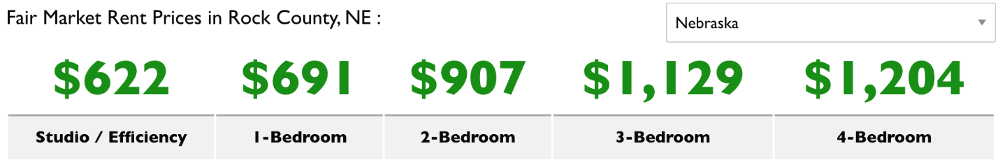 Fair Market Rent Prices in Rock County, NE :
Nebraska
$622 $691 $907 $1,129 $1,204
Studio / Efficiency 1-Bedroom 2-Bedroom 3-Bedroom 4-Bedroom